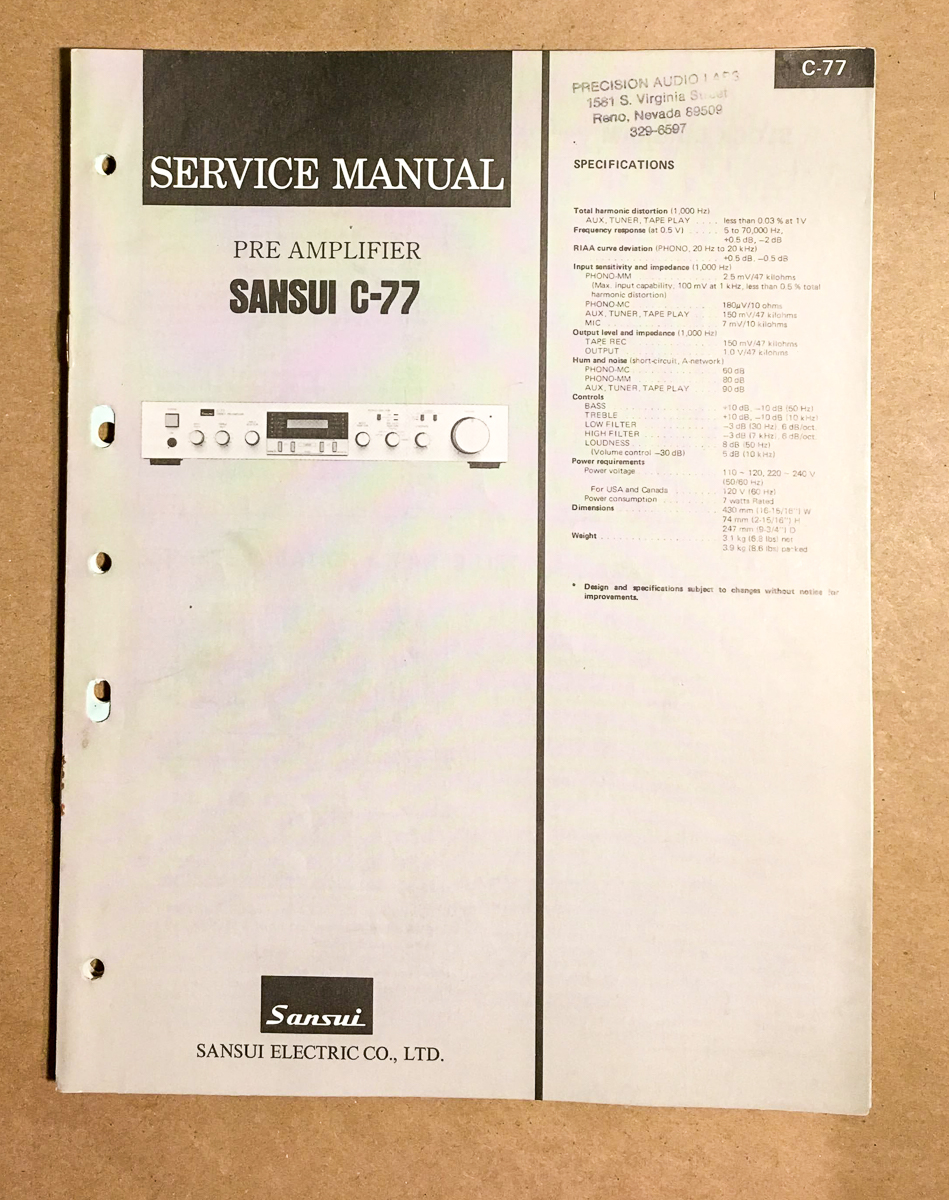 SERVICE MANUAL
PRE AMPLIFIER
SANSUI C-77
Sansui
SANSUI ELECTRIC CO., LTD.
C-77
PRECISION AUDIO LABS
1581 S. Virginia Street
Reno, Nevada 89509
329-6597
SPECIFICATIONS
Total harmonic distortion (1,000 Hz)
AUX, TUNER, TAPE PLAY . . . . less than 0.03 % at 1V
Frequency response (at 0.5 V) . . . . . 5 to 70,000 Hz,
+0.5 dB, −2 dB
RIAA curve deviation (PHONO, 20 Hz to 20 kHz)
. . . . . . . . . . . . . . . . +0.5 dB, −0.5 dB
Input sensitivity and impedance (1,000 Hz)
PHONO-MM . . . . . . . . . . . 2.5 mV/47 kilohms
(Max. input capability; 100 mV at 1 kHz, less than 0.5 % total
harmonic distortion)
PHONO-MC . . . . . . . . . . . 180μV/10 ohms
AUX, TUNER, TAPE PLAY . . . . 150 mV/47 kilohms
MIC . . . . . . . . . . . . . . . 7 mV/10 kilohms
Output level and impedance (1,000 Hz)
TAPE REC . . . . . . . . . . . . 150 mV/47 kilohms
OUTPUT . . . . . . . . . . . . . 1.0 V/47 kilohms
Hum and noise (short-circuit, A-network)
PHONO-MC . . . . . . . . . . . 60 dB
PHONO-MM . . . . . . . . . . . 80 dB
AUX, TUNER, TAPE PLAY . . . . 90 dB
Controls
BASS . . . . . . . . . . . . . . +10 dB, −10 dB (50 Hz)
TREBLE . . . . . . . . . . . . . +10 dB, −10 dB (10 kHz)
LOW FILTER . . . . . . . . . . −3 dB (30 Hz), 6 dB/oct.
HIGH FILTER . . . . . . . . . . −3 dB (7 kHz), 6 dB/oct.
LOUDNESS . . . . . . . . . . . 8 dB (50 Hz)
(Volume control −30 dB) 5 dB (10 kHz)
Power requirements
Power voltage . . . . . . . . . . 110 ~ 120, 220 ~ 240 V
(50/60 Hz)
For USA and Canada . . . . . . 120 V (60 Hz)
Power consumption . . . . . . . 7 watts Rated
Dimensions . . . . . . . . . . . . 430 mm (16-15/16") W
74 mm (2-15/16") H
247 mm (9-3/4") D
Weight . . . . . . . . . . . . . . 3.1 kg (6.8 lbs) net
3.9 kg (8.6 lbs) packed
* Design and specifications subject to changes without notice for
improvements.